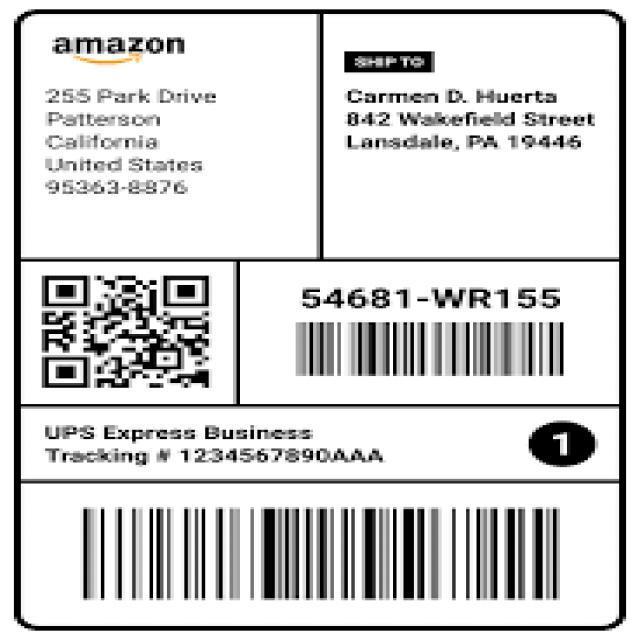 amazon
255 Park Drive
Patterson
California
United States
95363-8876
SHIP TO
Carmen D. Huerta
842 Wakefield Street
Lansdale, PA 19446
54681-WR155
UPS Express Business
Tracking # 1234567890AAA
1